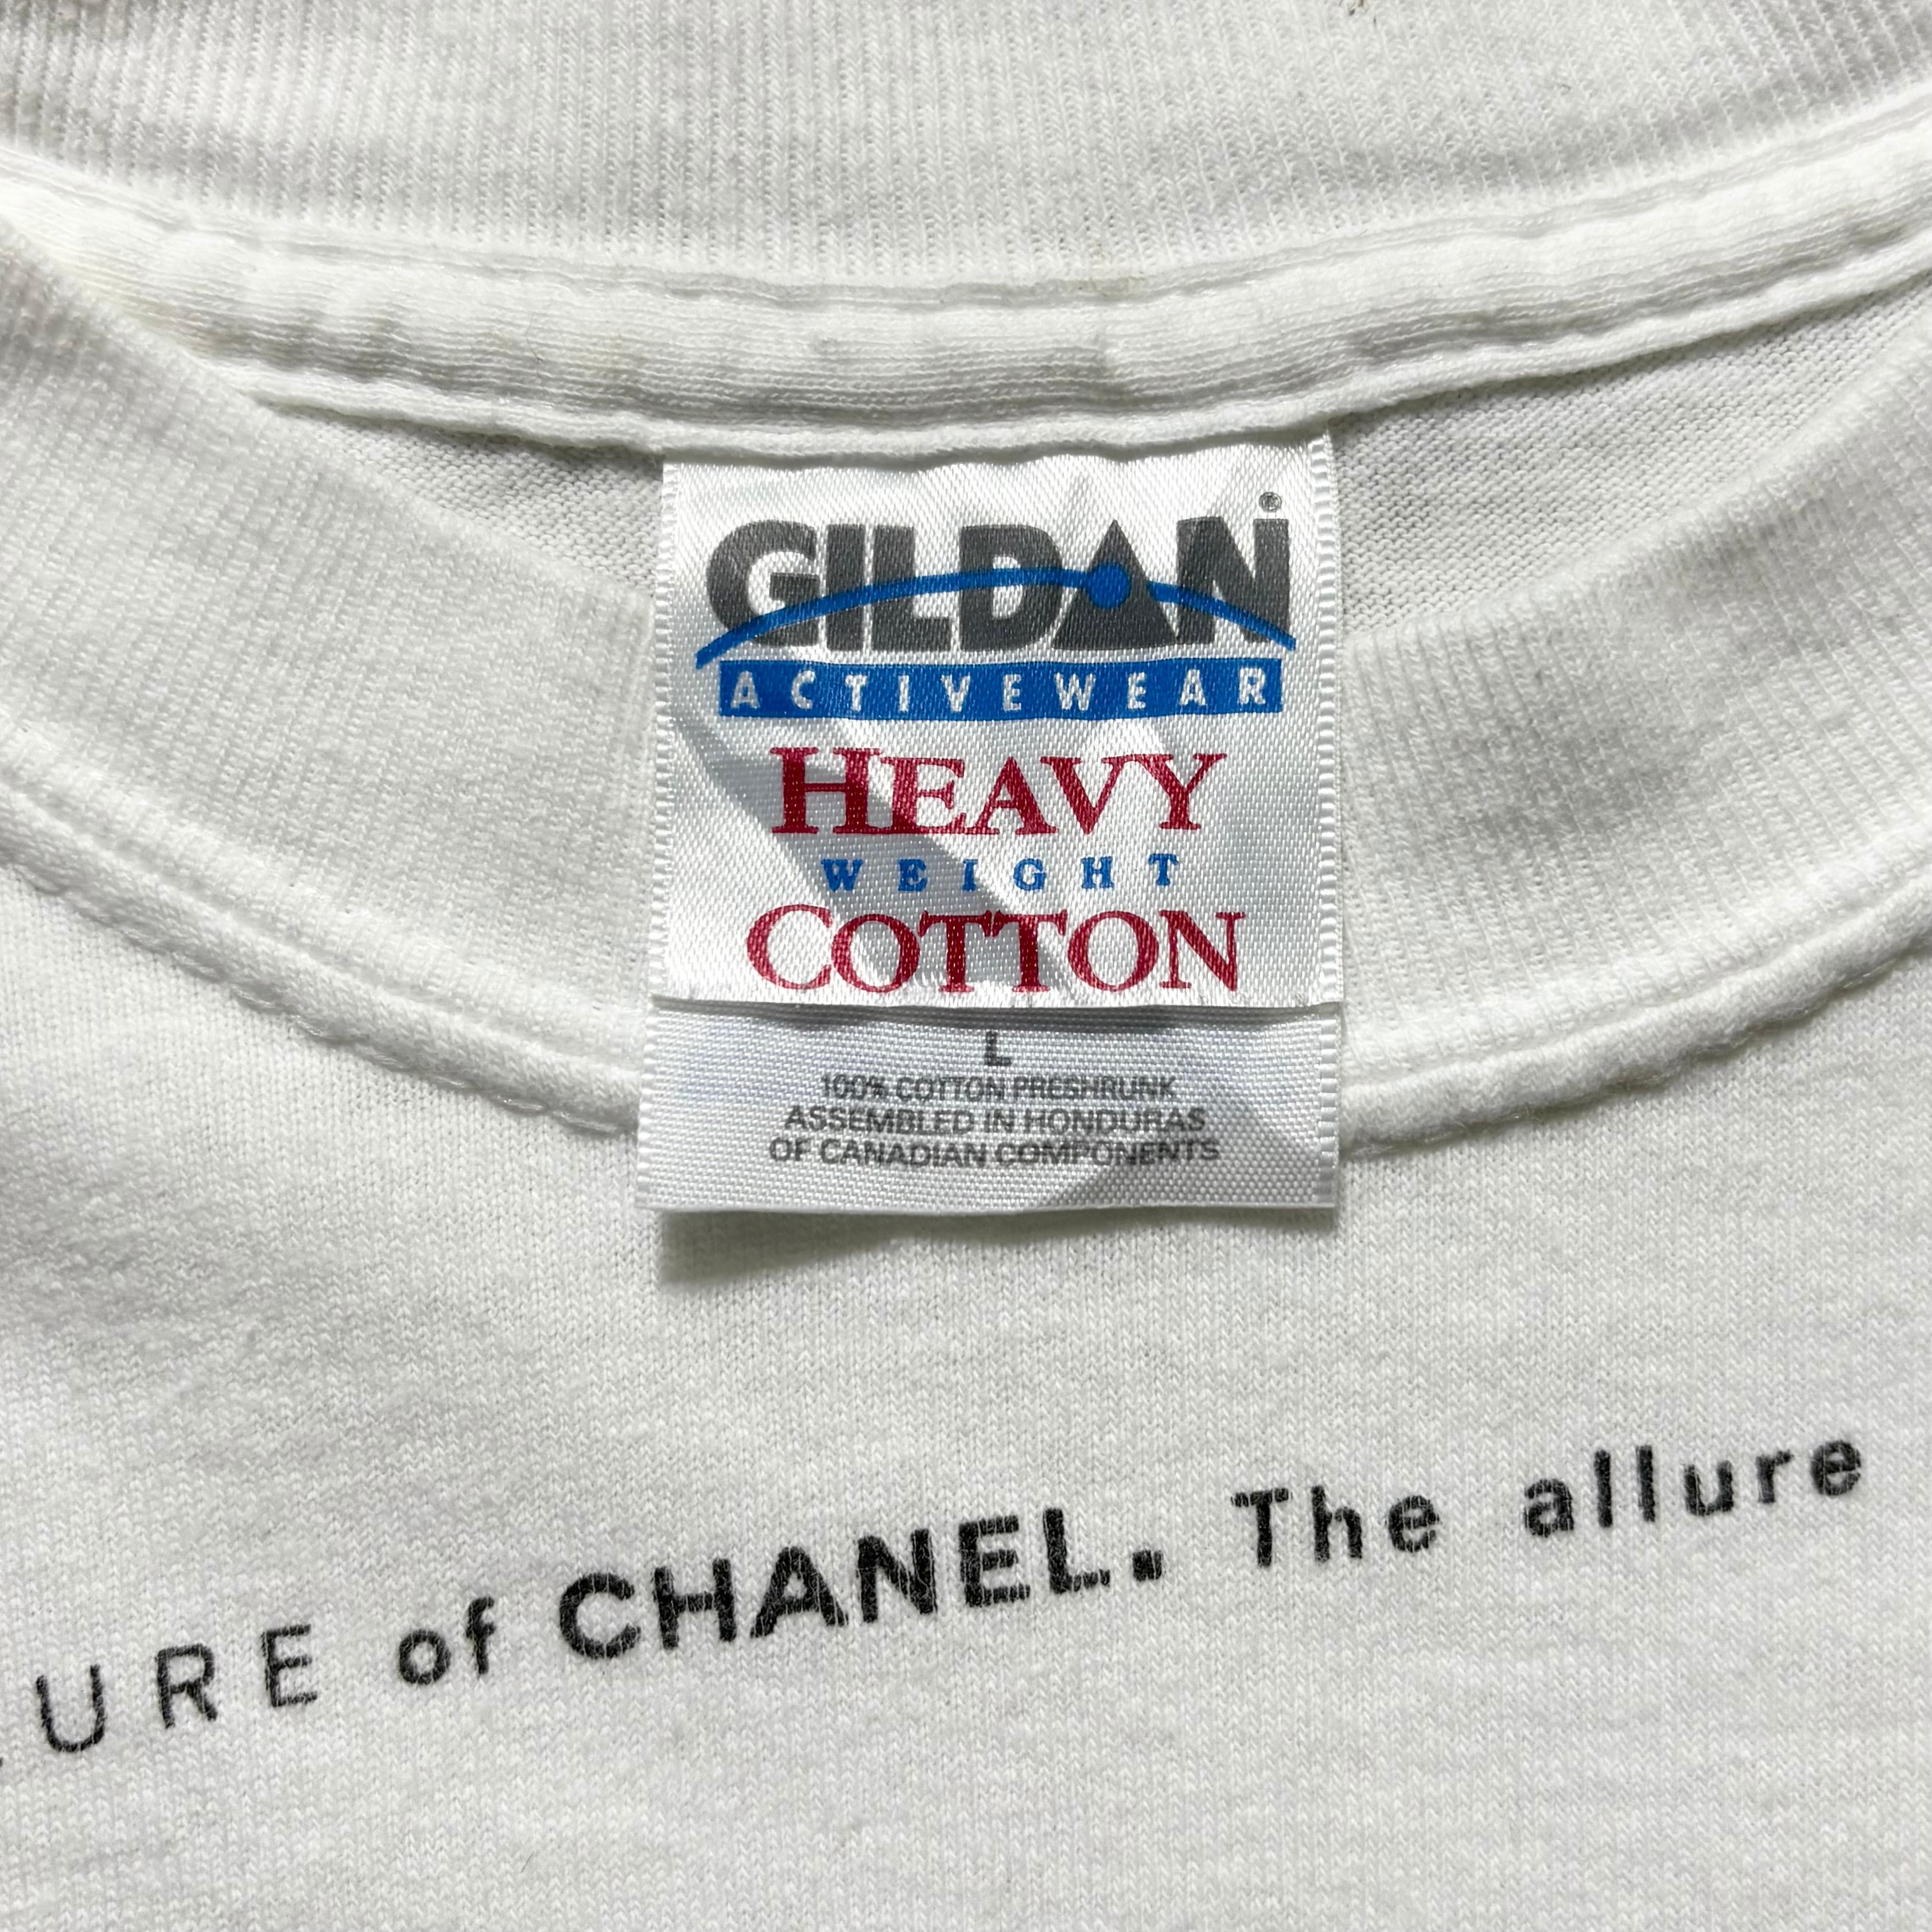 GILDAN®
ACTIVEWEAR
HEAVY
WEIGHT
COTTON
L
100% COTTON PRESHRUNK
ASSEMBLED IN HONDURAS
OF CANADIAN COMPONENTS
URE of CHANEL. The allure